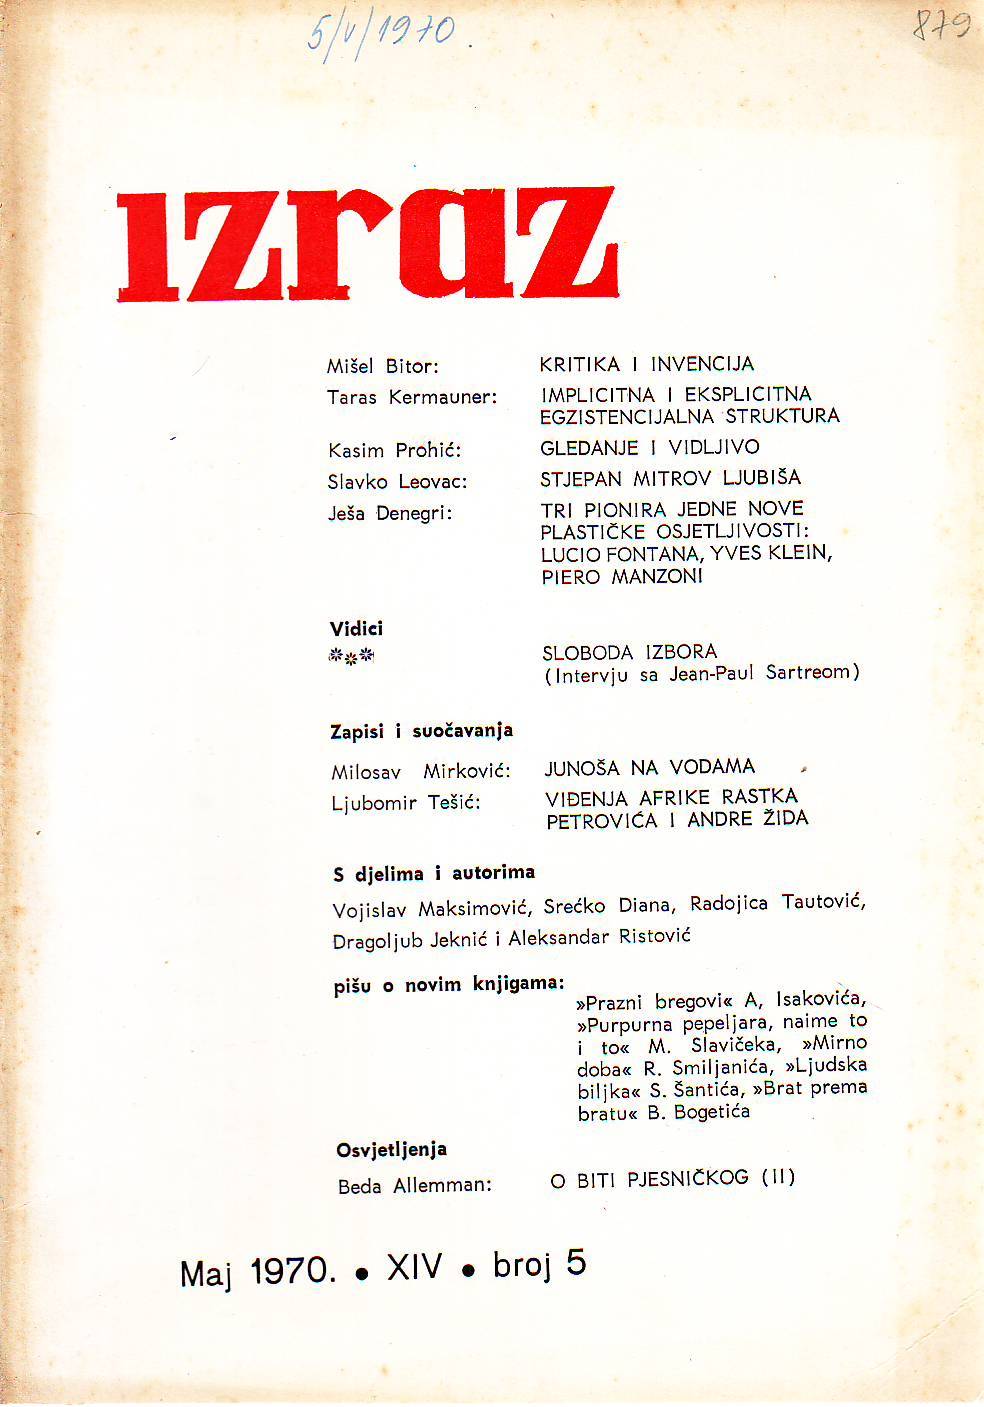 5/V/1970.
879
izraz
Mišel Bitor: KRITIKA I INVENCIJA
Taras Kermauner: IMPLICITNA I EKSPLICITNA
EGZISTENCIJALNA STRUKTURA
Kasim Prohić: GLEDANJE I VIDLJIVO
Slavko Leovac: STJEPAN MITROV LJUBIŠA
Ješa Denegri: TRI PIONIRA JEDNE NOVE
PLASTIČKE OSJETLJIVOSTI:
LUCIO FONTANA, YVES KLEIN,
PIERO MANZONI
Vidici
*** SLOBODA IZBORA
(Intervju sa Jean-Paul Sartreom)
Zapisi i suočavanja
Milosav Mirković: JUNOŠA NA VODAMA
Ljubomir Tešić: VIĐENJA AFRIKE RASTKA
PETROVIĆA I ANDRE ŽIDA
S djelima i autorima
Vojislav Maksimović, Srećko Diana, Radojica Tautović,
Dragoljub Jeknić i Aleksandar Ristović
pišu o novim knjigama:
»Prazni bregovi« A, Isakovića,
»Purpurna pepeljara, naime to
i to« M. Slavičeka, »Mirno
doba« R. Smiljanića, »Ljudska
biljka« S. Šantića, »Brat prema
bratu« B. Bogetića
Osvjetljenja
Beda Allemman: O BITI PJESNIČKOG (II)
Maj 1970. • XIV • broj 5